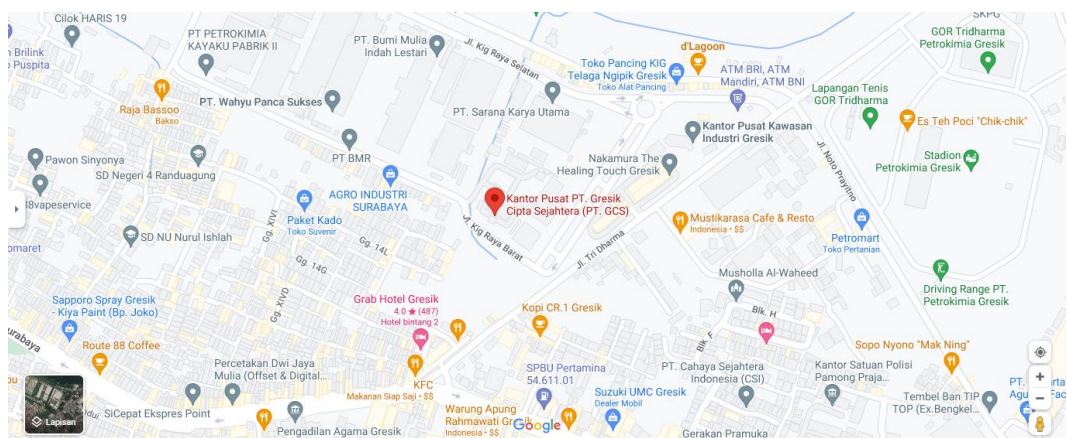 Cilok HARIS 19
SKPG
PT PETROKIMIA
KAYAKU PABRIK II
PT. Bumi Mulia
Indah Lestari
Jl. Kig Raya Selatan
d'Lagoon
GOR Tridharma
Petrokimia Gresik
n Brilink
o Puspita
Toko Pancing KIG
Telaga Ngipik Gresik
Toko Alat Pancing
ATM BRI, ATM
Mandiri, ATM BNI
Lapangan Tenis
GOR Tridharma
Raja Bassoo
Bakso
PT. Wahyu Panca Sukses
PT. Sarana Karya Utama
Kantor Pusat Kawasan
Industri Gresik
Es Teh Poci "Chik-chik"
Pawon Sinyonya
SD Negeri 4 Randuagung
PT BMR
Nakamura The
Healing Touch Gresik
Jl. Noto Prayitno
Stadion
Petrokimia Gresik
8vapeservice
AGRO INDUSTRI
SURABAYA
Kantor Pusat PT. Gresik
Cipta Sejahtera (PT. GCS)
Paket Kado
Toko Suvenir
Gg. XIVI
Mustikarasa Cafe & Resto
Indonesia • $$
Petromart
Toko Pertanian
omaret
SD NU Nurul Ishlah
Gg. 14L
Jl. Kig Raya Barat
Jl. Tri Dharma
Gg. 14G
Musholla Al-Waheed
Driving Range PT.
Petrokimia Gresik
Gg. XIVD
Sapporo Spray Gresik
- Kiya Paint (Bp. Joko)
Grab Hotel Gresik
4.0 ★ (487)
Hotel bintang 2
Kopi CR.1 Gresik
Blk. H
Blk. F
urabaya
Route 88 Coffee
Sopo Nyono "Mak Ning"
Percetakan Dwi Jaya
Mulia (Offset & Digital...
KFC
Makanan Siap Saji • $$
SPBU Pertamina
54.611.01
PT. Cahaya Sejahtera
Indonesia (CSI)
Kantor Satuan Polisi
Pamong Praja...
Lapisan
SiCepat Ekspres Point
Warung Apung
Rahmawati Gresik
Indonesia • $$
Suzuki UMC Gresik
Dealer Mobil
Tembel Ban TIP
TOP (Ex.Bengkel...
Pengadilan Agama Gresik
Google
Gerakan Pramuka